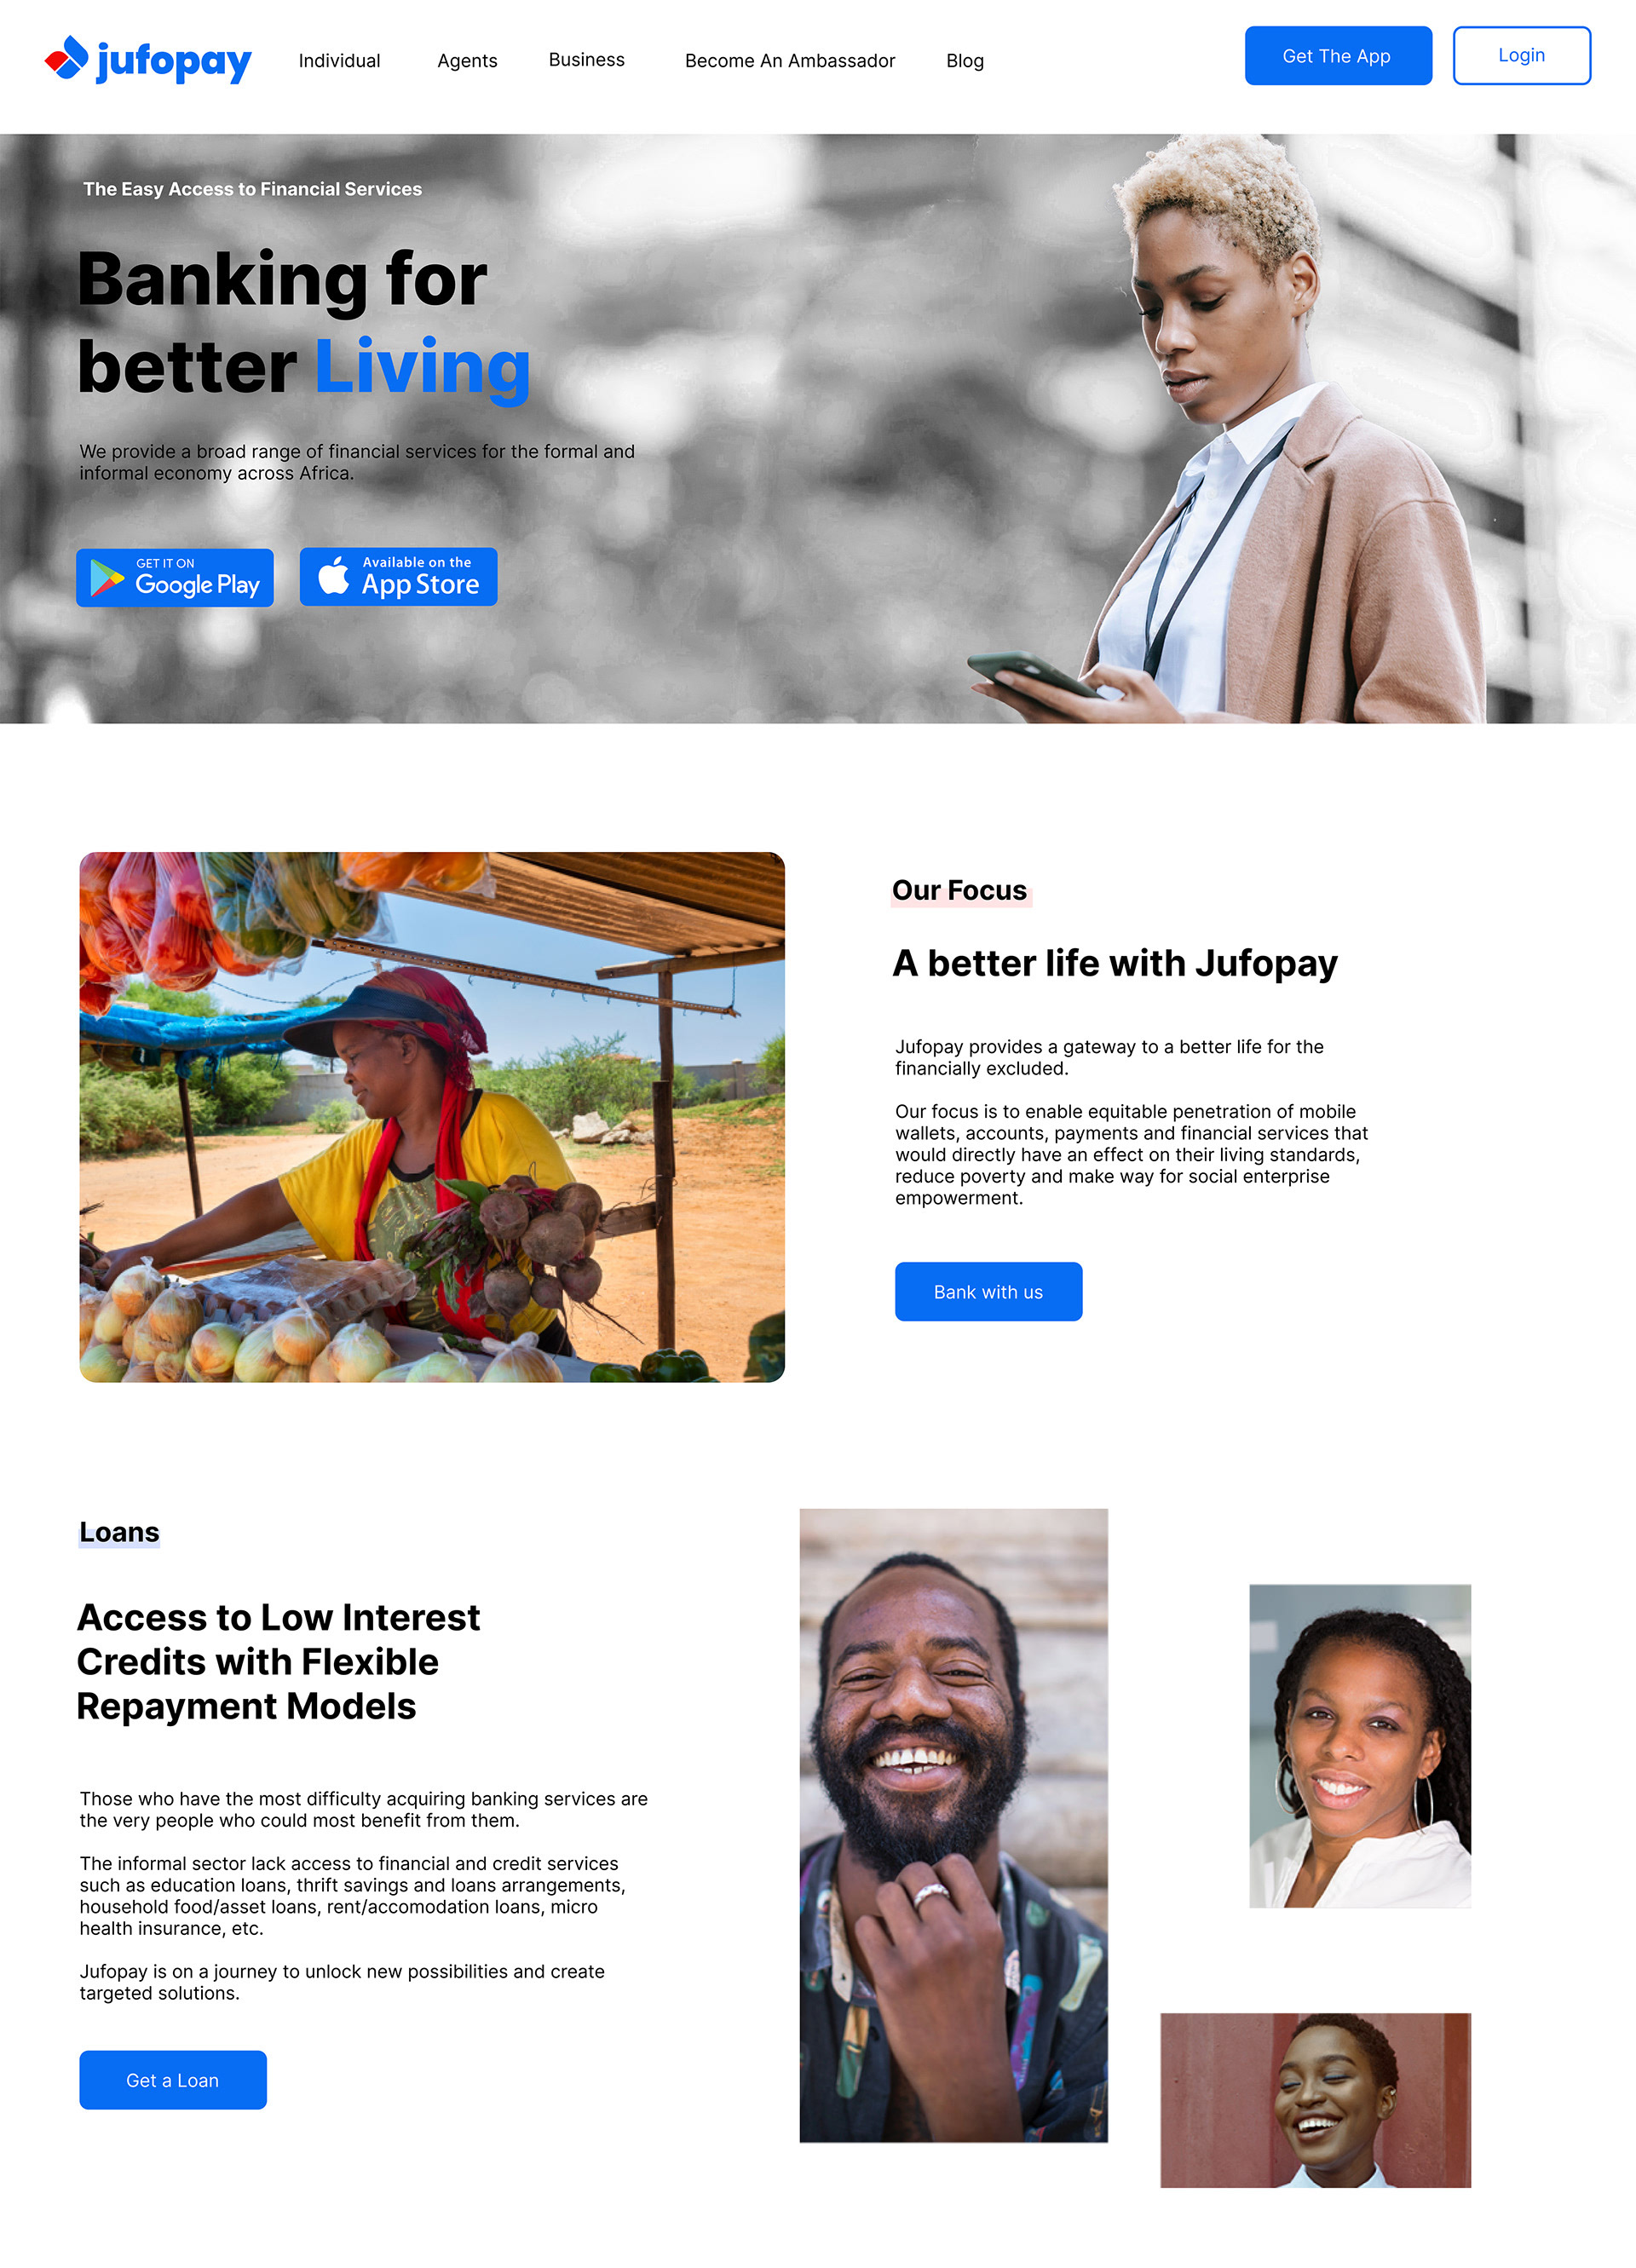 jufopay
Individual
Agents
Business
Become An Ambassador
Blog
Get The App
Login
The Easy Access to Financial Services
Banking for
better Living
We provide a broad range of financial services for the formal and
informal economy across Africa.
GET IT ON
Google Play
Available on the
App Store
Our Focus
A better life with Jufopay
Jufopay provides a gateway to a better life for the
financially excluded.
Our focus is to enable equitable penetration of mobile
wallets, accounts, payments and financial services that
would directly have an effect on their living standards,
reduce poverty and make way for social enterprise
empowerment.
Bank with us
Loans
Access to Low Interest
Credits with Flexible
Repayment Models
Those who have the most difficulty acquiring banking services are
the very people who could most benefit from them.
The informal sector lack access to financial and credit services
such as education loans, thrift savings and loans arrangements,
household food/asset loans, rent/accomodation loans, micro
health insurance, etc.
Jufopay is on a journey to unlock new possibilities and create
targeted solutions.
Get a Loan